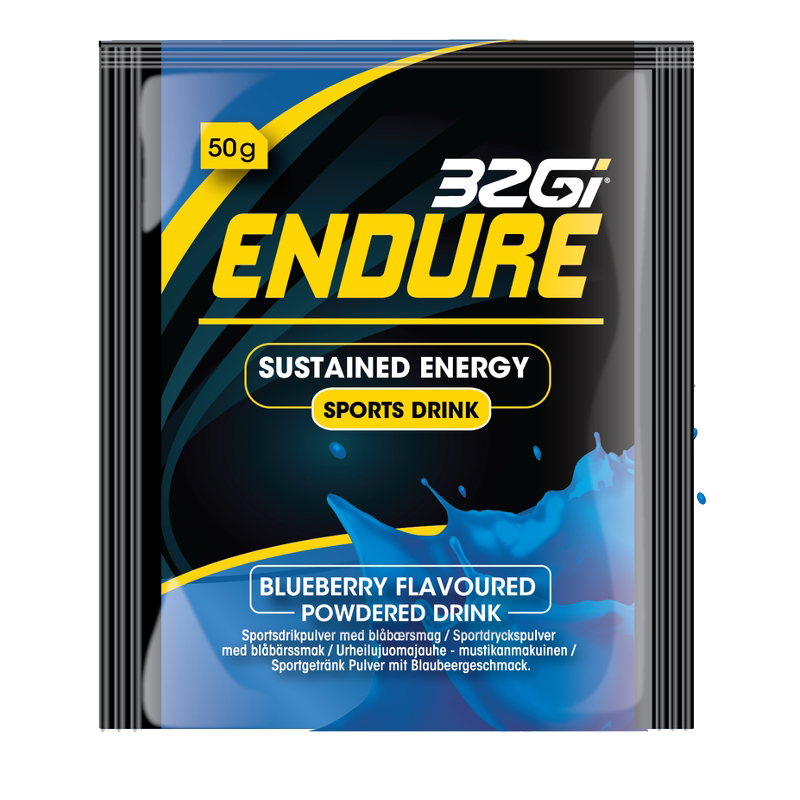 50g
32Gi®
ENDURE
SUSTAINED ENERGY
SPORTS DRINK
BLUEBERRY FLAVOURED
POWDERED DRINK
Sportsdrikpulver med blåbærsmag / Sportdryckspulver
med blåbärssmak / Urheilujuomajauhe - mustikanmakuinen /
Sportgetränk Pulver mit Blaubeergeschmack.